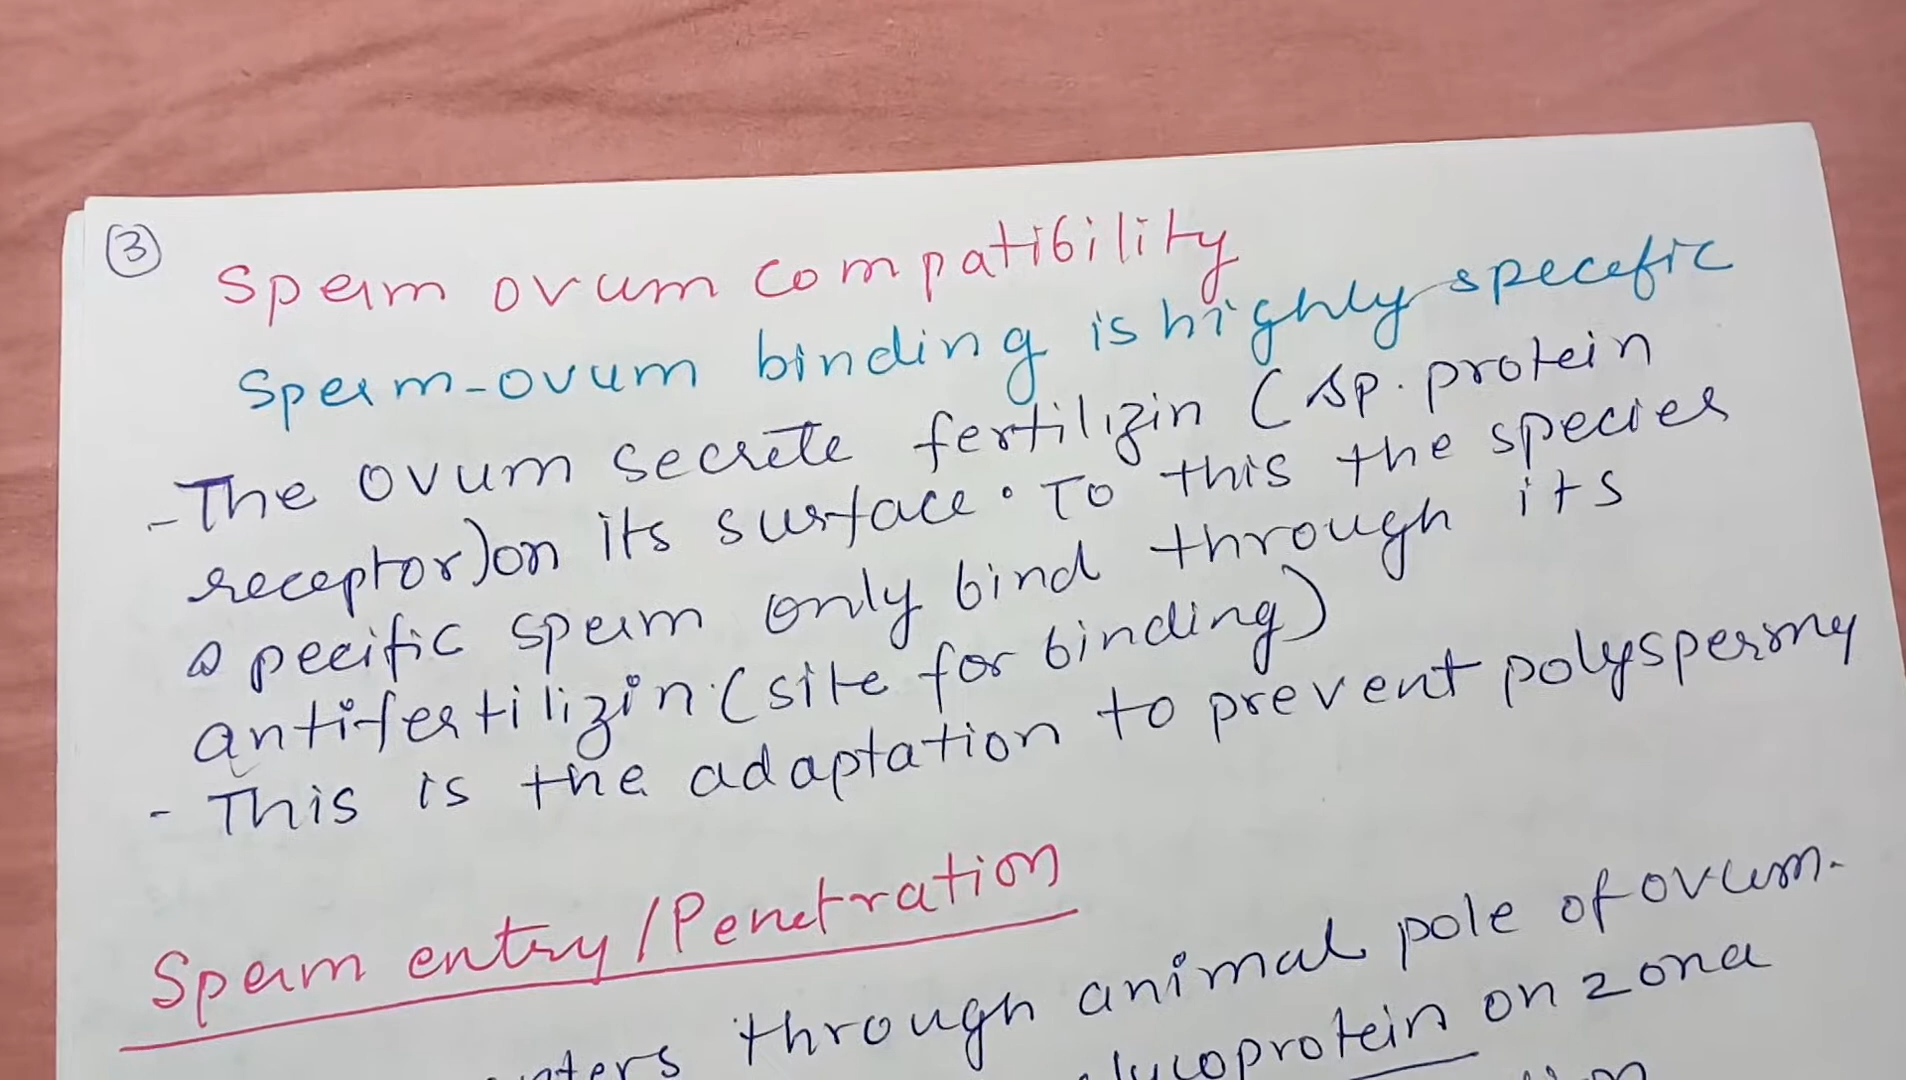 3
Sperm ovum compatibility
Sperm-ovum binding is highly specefic
- The ovum secrete fertilizin (sp. protein
receptor) on its surface. To this the species
specific sperm only bind through its
antifertilizin (site for binding)
- This is the adaptation to prevent polyspermy
Sperm entry/Penetration
through animal pole of ovum.
on zona